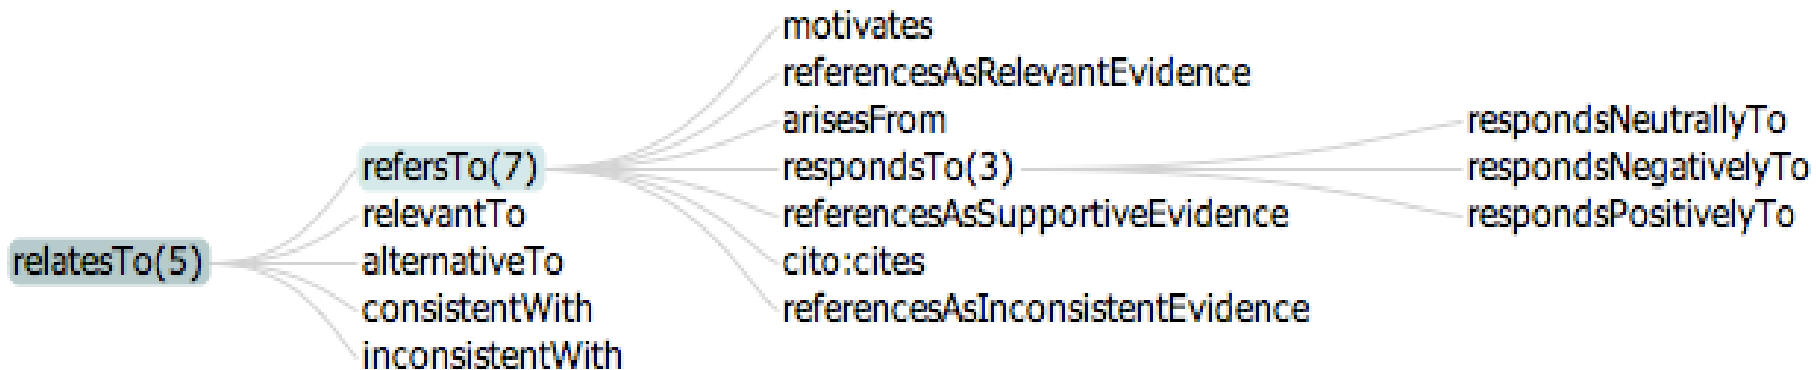 motivates
referencesAsRelevantEvidence
arisesFrom
respondsNeutrallyTo
refersTo(7)
respondsTo(3)
respondsNegativelyTo
relevantTo
referencesAsSupportiveEvidence
respondsPositivelyTo
relatesTo(5)
alternativeTo
cito:cites
consistentWith
referencesAsInconsistentEvidence
inconsistentWith